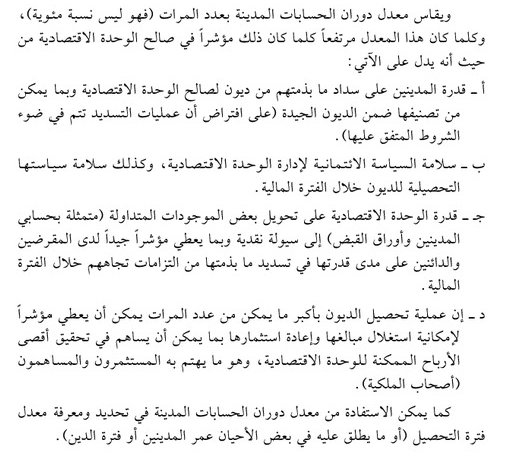 ويقاس معدل دوران الحسابات المدينة بعدد المرات (فهو ليس نسبة مئوية)،
وكلما كان هذا المعدل مرتفعاً كلما كان ذلك مؤشراً في صالح الوحدة الاقتصادية من
حيث أنه يدل على الآتي:
أ ـ قدرة المدينين على سداد ما بذمتهم من ديون لصالح الوحدة الاقتصادية وبما يمكن
من تصنيفها ضمن الديون الجيدة (على افتراض أن عمليات التسديد تتم في ضوء
الشروط المتفق عليها).
ب ـ سلامة السياسة الائتمانية لإدارة الوحدة الاقتصادية، وكذلك سلامة سياستها
التحصيلية للديون خلال الفترة المالية.
جـ ـ قدرة الوحدة الاقتصادية على تحويل بعض الموجودات المتداولة (متمثلة بحسابي
المدينين وأوراق القبض) إلى سيولة نقدية وبما يعطي مؤشراً جيداً لدى المقرضين
والدائنين على مدى قدرتها في تسديد ما بذمتها من التزامات تجاههم خلال الفترة
المالية.
د ـ إن عملية تحصيل الديون بأكبر ما يمكن من عدد المرات يمكن أن يعطي مؤشراً
لإمكانية استغلال مبالغها وإعادة استثمارها بما يمكن أن يساهم في تحقيق أقصى
الأرباح الممكنة للوحدة الاقتصادية، وهو ما يهتم به المستثمرون والمساهمون
(أصحاب الملكية).
كما يمكن الاستفادة من معدل دوران الحسابات المدينة في تحديد ومعرفة معدل
فترة التحصيل (أو ما يطلق عليه في بعض الأحيان عمر المدينين أو فترة الدين).